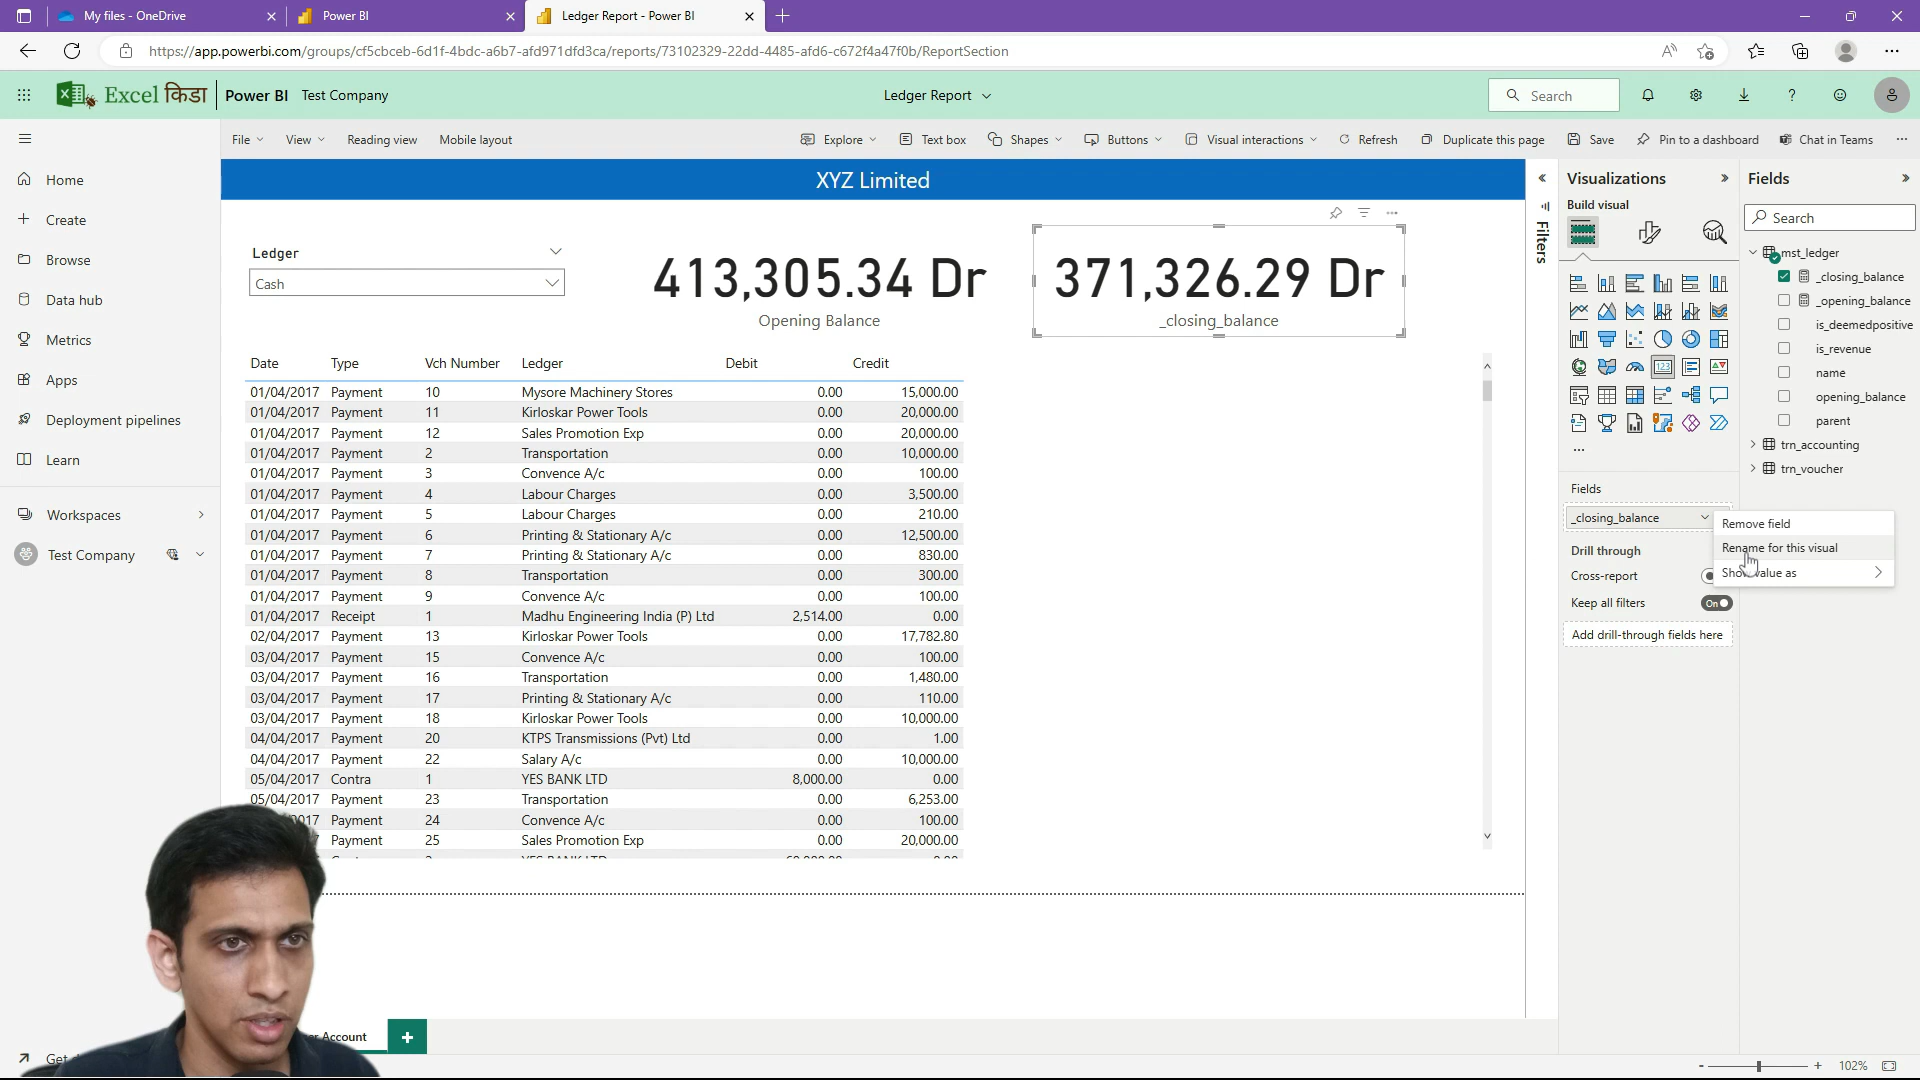 My files - OneDrive
Power BI
Ledger Report - Power BI
https://app.powerbi.com/groups/cf5cbceb-6d1f-4bdc-a6b7-afd971dfd3ca/reports/73102329-22dd-4485-afd6-c672f4a47f0b/ReportSection
Excel किडा
Power BI Test Company
Ledger Report
Search
File
View
Reading view
Mobile layout
Explore
Text box
Shapes
Buttons
Visual interactions
Refresh
Duplicate this page
Save
Pin to a dashboard
Chat in Teams
Home
Create
Browse
Data hub
Metrics
Apps
Deployment pipelines
Learn
Workspaces
Test Company
XYZ Limited
Ledger
Cash
413,305.34 Dr
Opening Balance
371,326.29 Dr
_closing_balance
Date Type Vch Number Ledger Debit Credit
01/04/2017 Payment 10 Mysore Machinery Stores 0.00 15,000.00
01/04/2017 Payment 11 Kirloskar Power Tools 0.00 20,000.00
01/04/2017 Payment 12 Sales Promotion Exp 0.00 20,000.00
01/04/2017 Payment 2 Transportation 0.00 10,000.00
01/04/2017 Payment 3 Convence A/c 0.00 100.00
01/04/2017 Payment 4 Labour Charges 0.00 3,500.00
01/04/2017 Payment 5 Labour Charges 0.00 210.00
01/04/2017 Payment 6 Printing & Stationary A/c 0.00 12,500.00
01/04/2017 Payment 7 Printing & Stationary A/c 0.00 830.00
01/04/2017 Payment 8 Transportation 0.00 300.00
01/04/2017 Payment 9 Convence A/c 0.00 100.00
01/04/2017 Receipt 1 Madhu Engineering India (P) Ltd 2,514.00 0.00
02/04/2017 Payment 13 Kirloskar Power Tools 0.00 17,782.80
03/04/2017 Payment 15 Convence A/c 0.00 100.00
03/04/2017 Payment 16 Transportation 0.00 1,480.00
03/04/2017 Payment 17 Printing & Stationary A/c 0.00 110.00
03/04/2017 Payment 18 Kirloskar Power Tools 0.00 10,000.00
04/04/2017 Payment 20 KTPS Transmissions (Pvt) Ltd 0.00 1.00
04/04/2017 Payment 22 Salary A/c 0.00 10,000.00
05/04/2017 Contra 1 YES BANK LTD 8,000.00 0.00
05/04/2017 Payment 23 Transportation 0.00 6,253.00
Payment 24 Convence A/c 0.00 100.00
Payment 25 Sales Promotion Exp 0.00 20,000.00
Account
Filters
Visualizations
Build visual
Fields
_closing_balance
Drill through
Cross-report
Keep all filters
On
Add drill-through fields here
Remove field
Rename for this visual
Show value as
Fields
Search
mst_ledger
_closing_balance
_opening_balance
is_deemedpositive
is_revenue
name
opening_balance
parent
trn_accounting
trn_voucher
102%